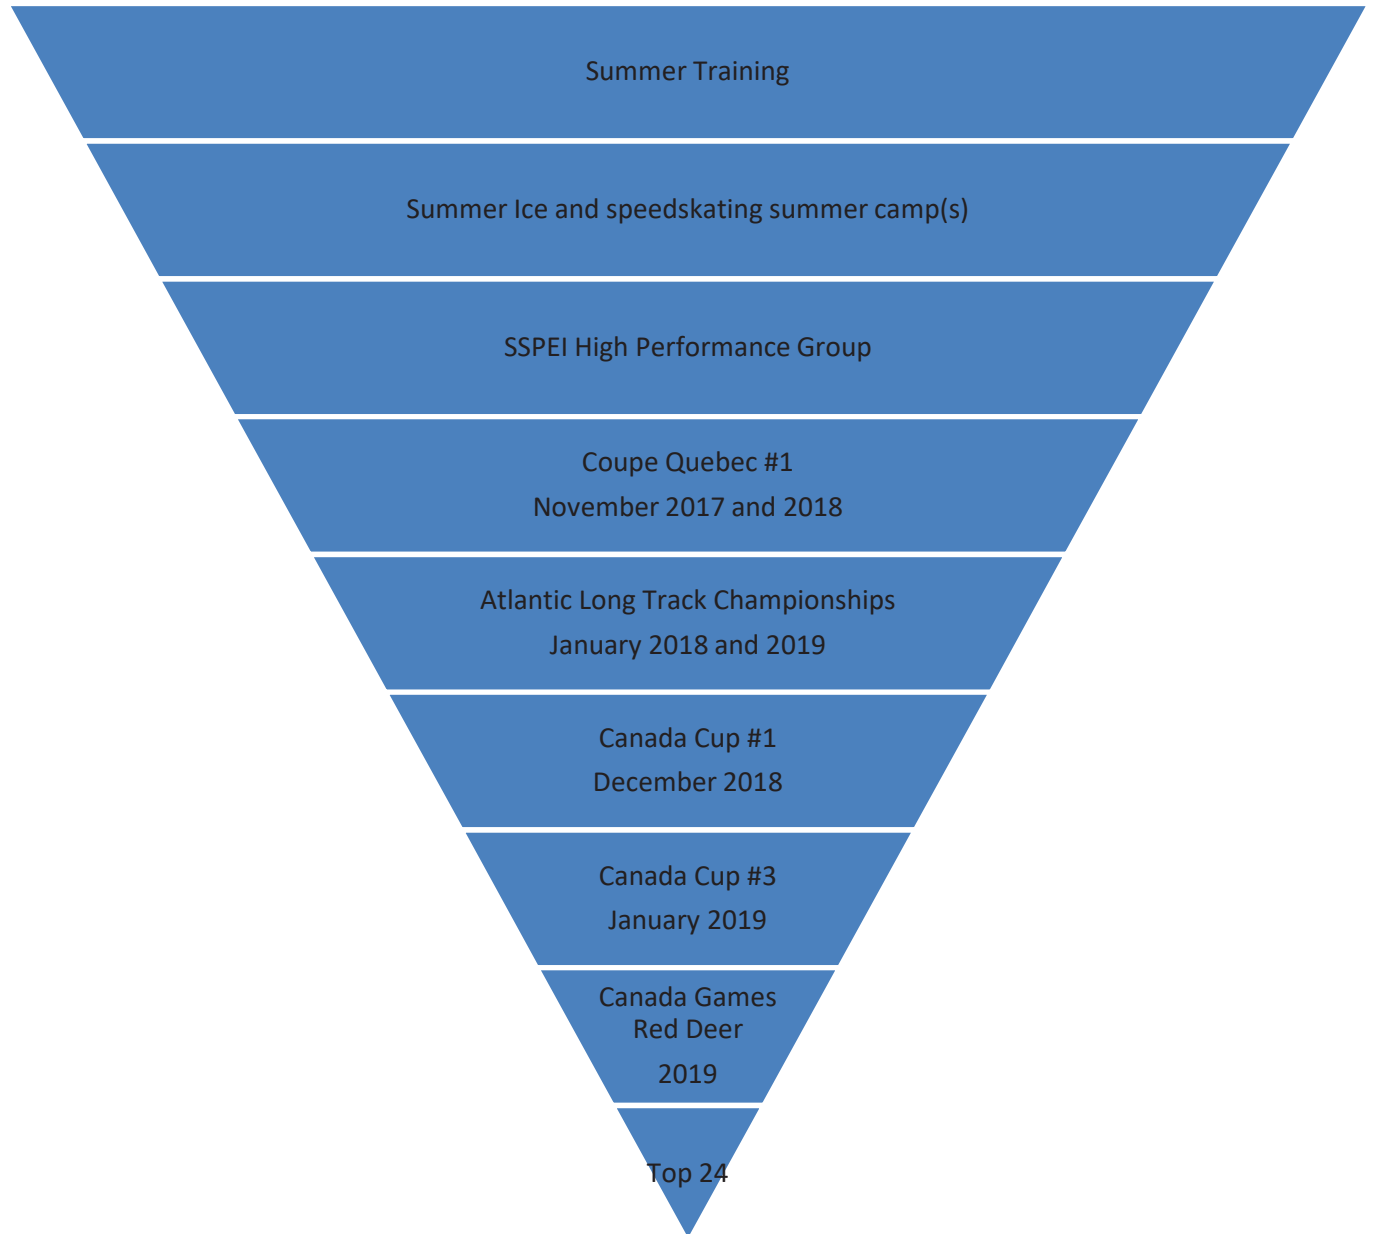 Summer Training
Summer Ice and speedskating summer camp(s)
SSPEI High Performance Group
Coupe Quebec #1
November 2017 and 2018
Atlantic Long Track Championships
January 2018 and 2019
Canada Cup #1
December 2018
Canada Cup #3
January 2019
Canada Games
Red Deer
2019
Top 24